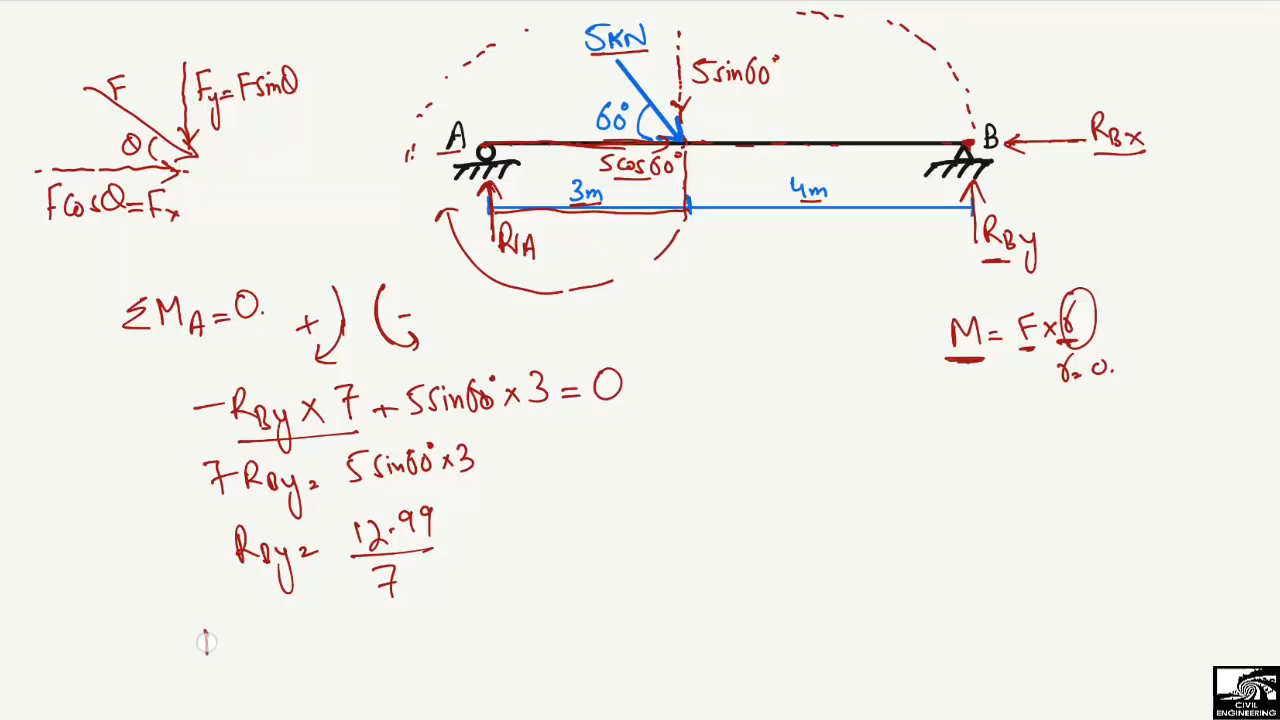 F
Fy = F sinθ
θ
Fcosθ = Fx
5KN
5sin60°
60°
A
B
RBx
5cos60°
3m
4m
RA
RBy
ΣMA = 0.
+
-
M = F × r
r = 0.
-RBy × 7 + 5sin60° × 3 = 0
7RBy = 5sin60° × 3
RBy = 12.99
7
CIVIL
ENGINEERING